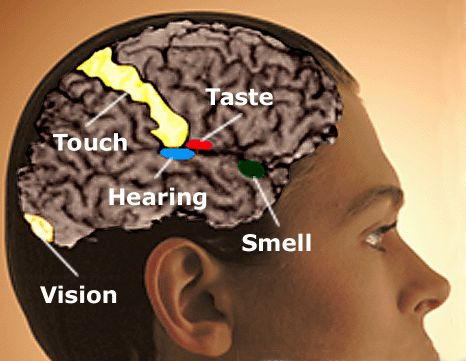 Taste
Touch
Hearing
Smell
Vision